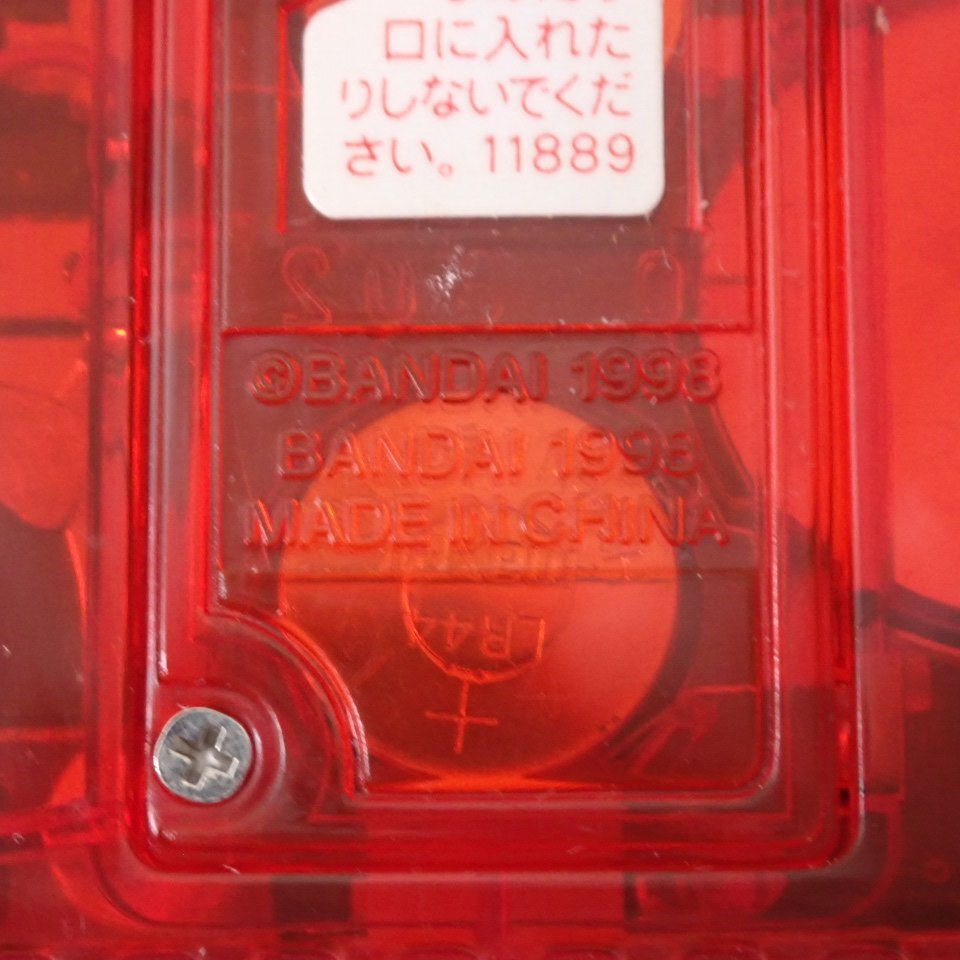 口に入れた
りしないでくだ
さい。11889
©BANDAI 1998
BANDAI 1998
MADE IN CHINA
LR44
+